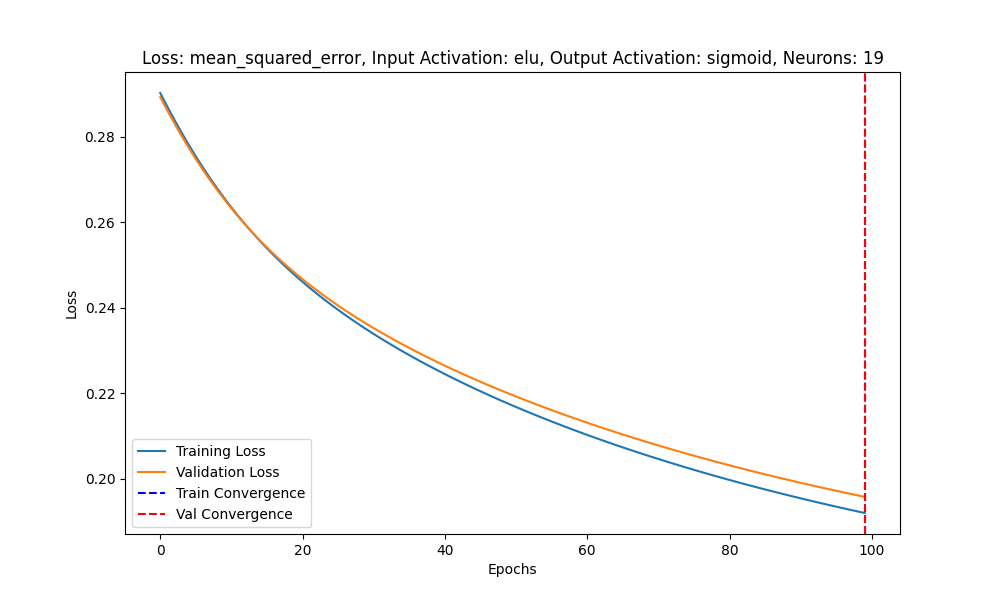 Loss: mean_squared_error, Input Activation: elu, Output Activation: sigmoid, Neurons: 19
Loss
0.28
0.26
0.24
0.22
0.20
Training Loss
Validation Loss
Train Convergence
Val Convergence
0 20 40 60 80 100
Epochs